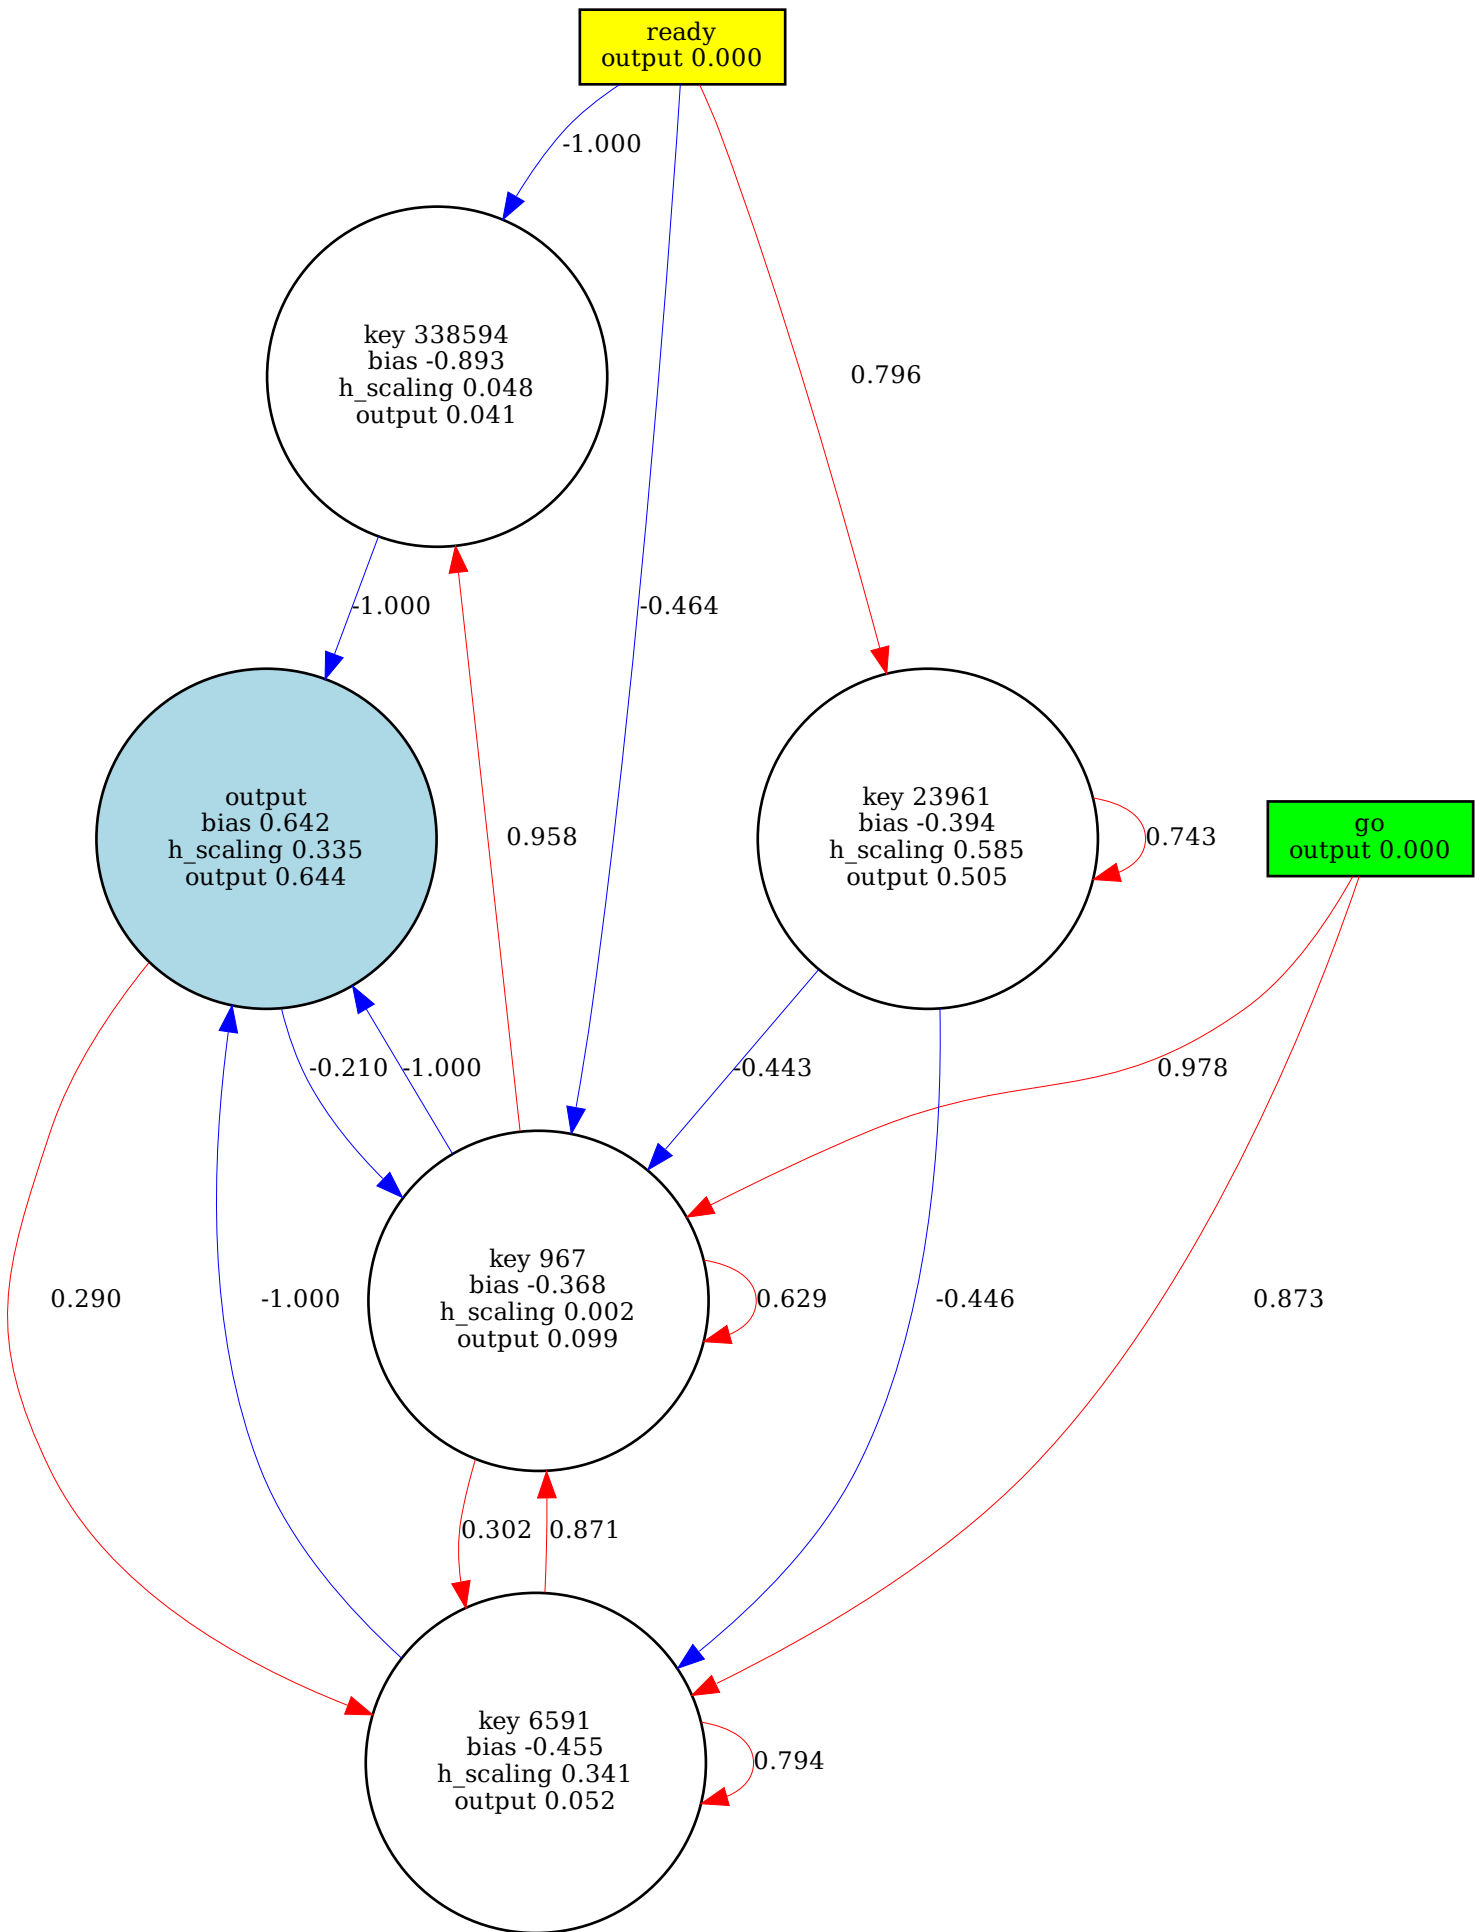 ready
output 0.000
-1.000
key 338594
bias -0.893
h_scaling 0.048
output 0.041
0.796
-1.000
-0.464
output
bias 0.642
h_scaling 0.335
output 0.644
0.958
key 23961
bias -0.394
h_scaling 0.585
output 0.505
0.743
go
output 0.000
-0.210
-1.000
-0.443
0.978
0.290
-1.000
key 967
bias -0.368
h_scaling 0.002
output 0.099
0.629
-0.446
0.873
0.302
0.871
key 6591
bias -0.455
h_scaling 0.341
output 0.052
0.794